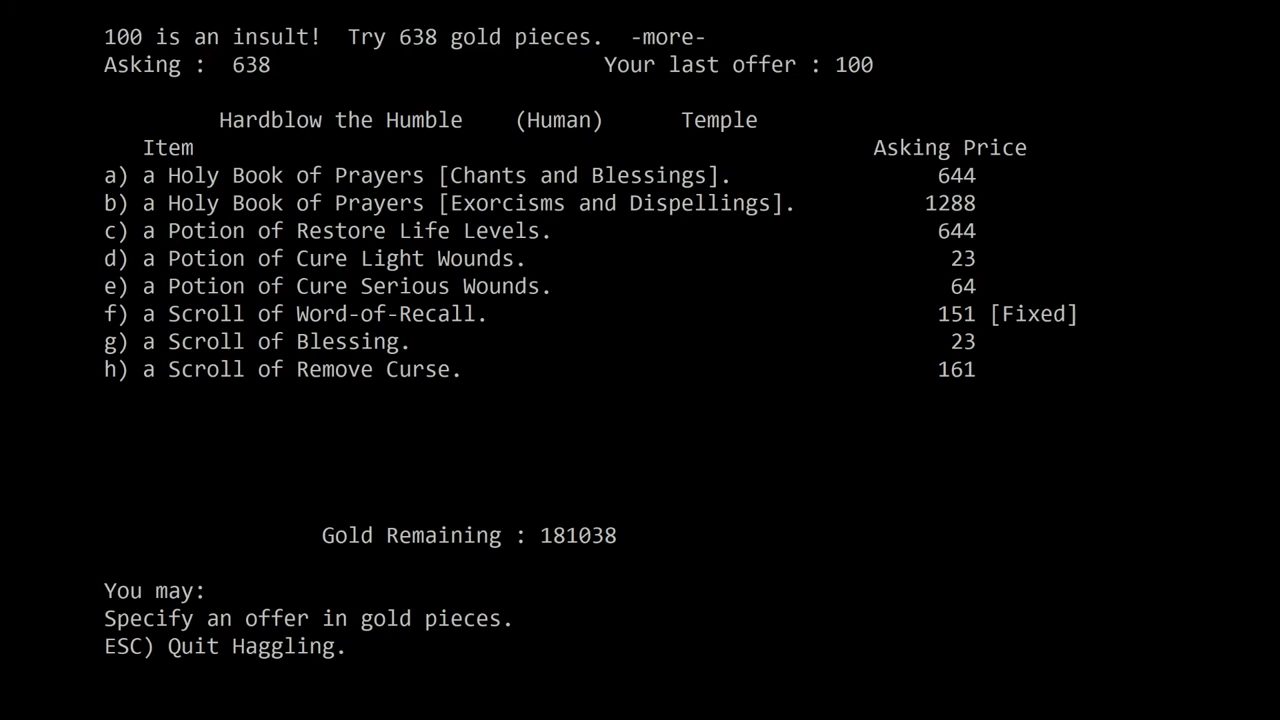 100 is an insult!  Try 638 gold pieces.  -more-
Asking :  638                          Your last offer : 100
Hardblow the Humble    (Human)      Temple
Item                                                     Asking Price
a) a Holy Book of Prayers [Chants and Blessings].                644
b) a Holy Book of Prayers [Exorcisms and Dispellings].          1288
c) a Potion of Restore Life Levels.                              644
d) a Potion of Cure Light Wounds.                                 23
e) a Potion of Cure Serious Wounds.                               64
f) a Scroll of Word-of-Recall.                                   151 [Fixed]
g) a Scroll of Blessing.                                          23
h) a Scroll of Remove Curse.                                     161
Gold Remaining : 181038
You may:
Specify an offer in gold pieces.
ESC) Quit Haggling.